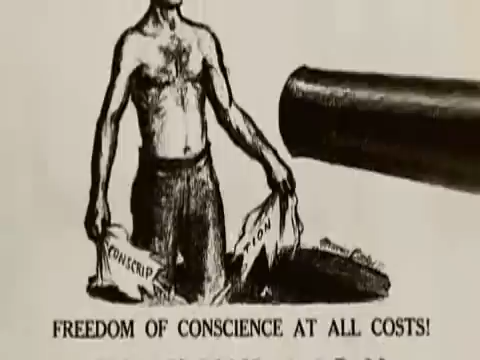 CONSCRIP
TION
FREEDOM OF CONSCIENCE AT ALL COSTS!